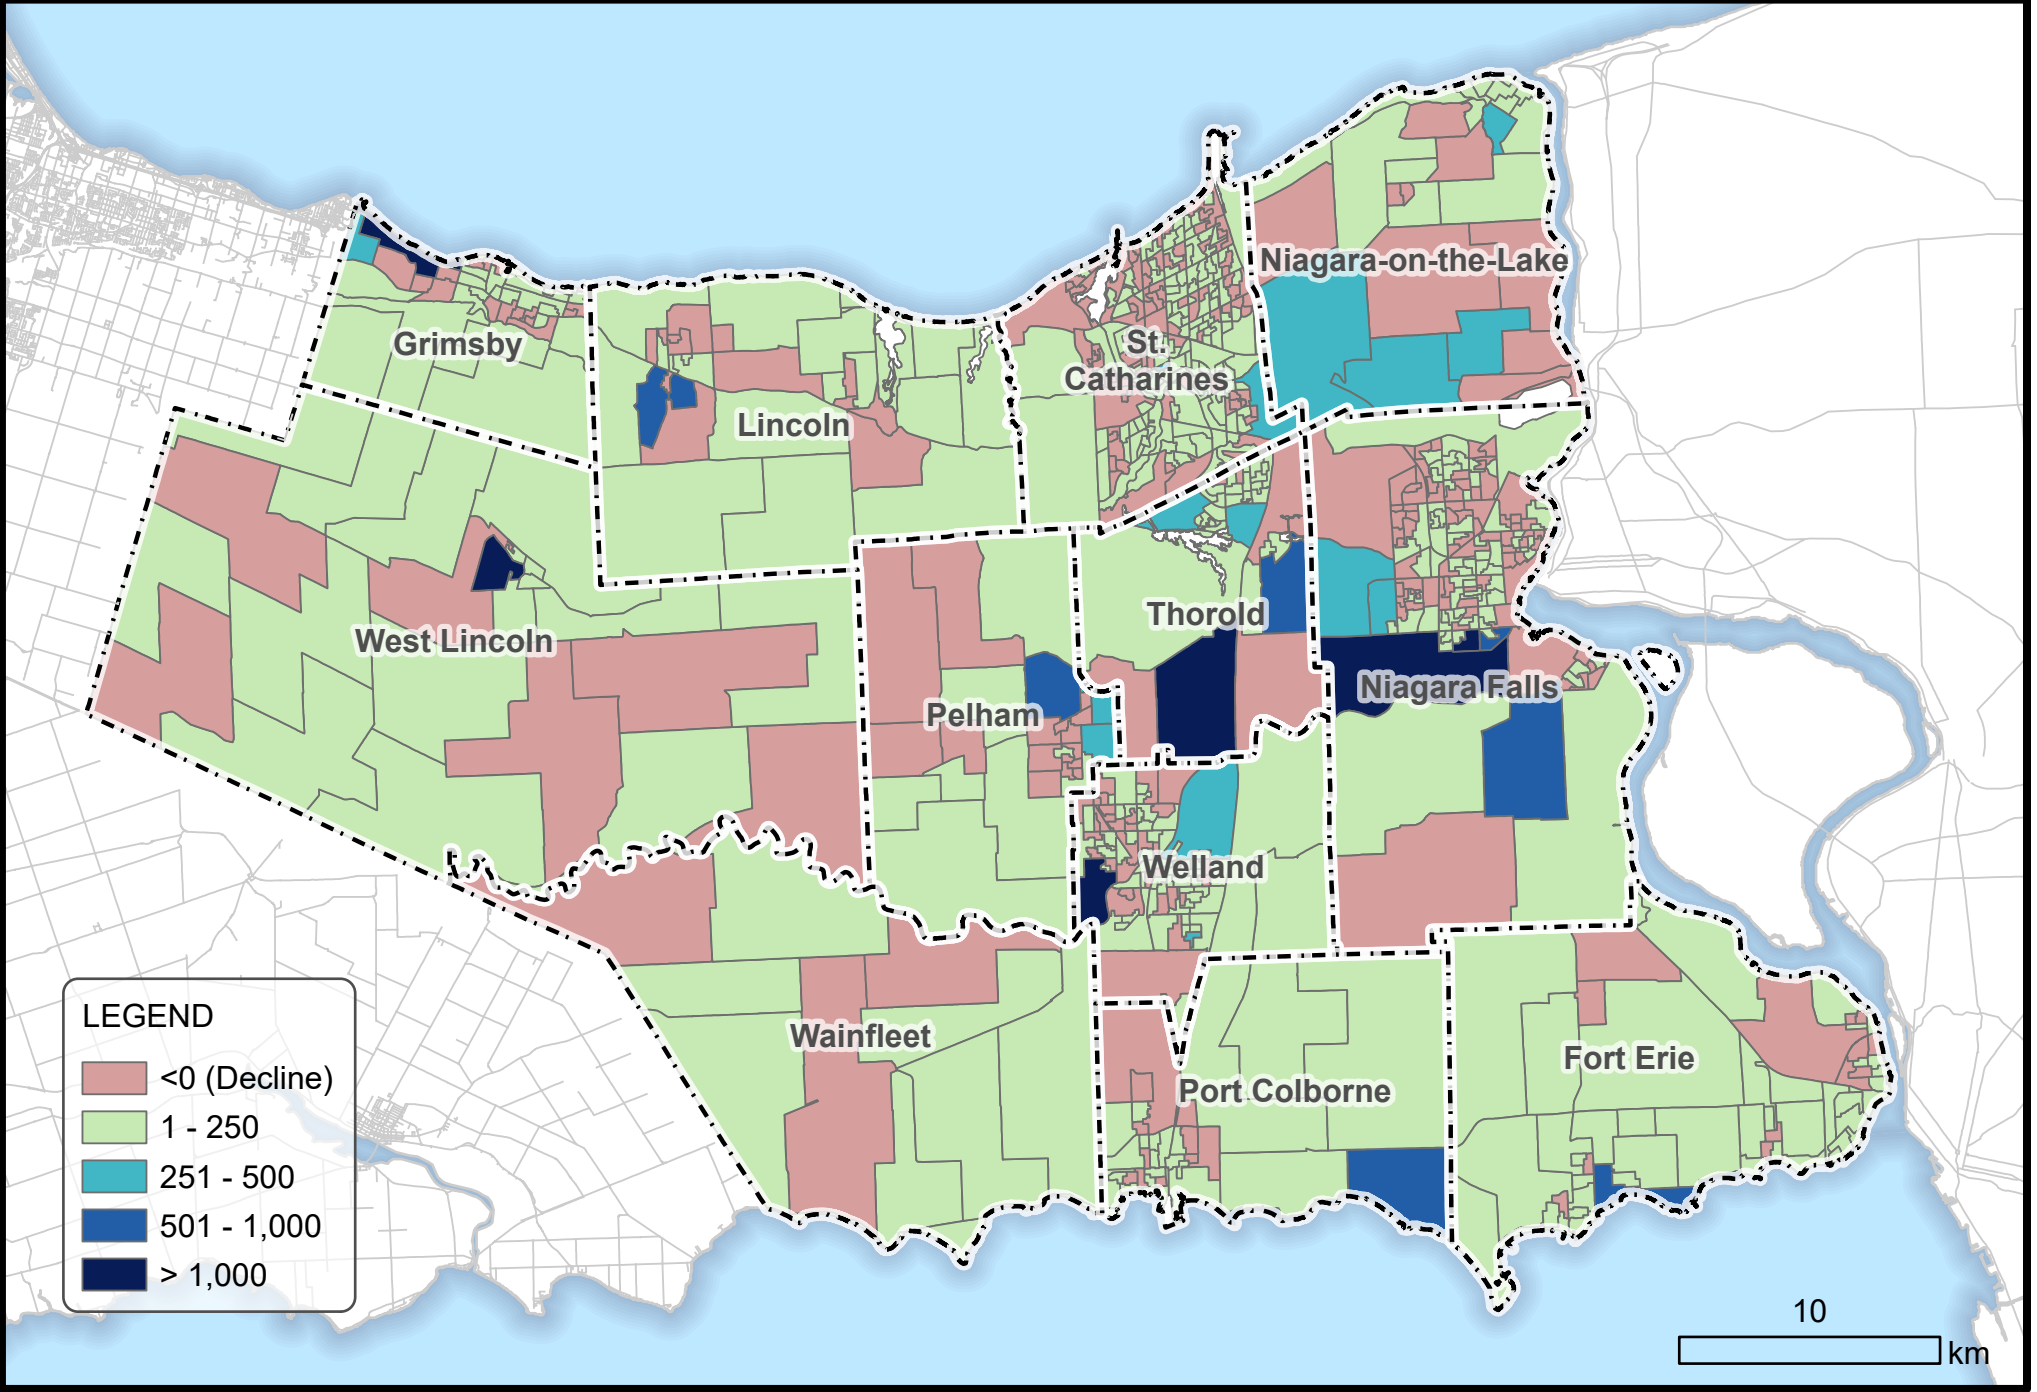 Niagara-on-the-Lake
Grimsby
St.
Catharines
Lincoln
Thorold
West Lincoln
Niagara Falls
Pelham
Welland
Wainfleet
Fort Erie
Port Colborne
LEGEND
<0 (Decline)
1 - 250
251 - 500
501 - 1,000
> 1,000
10
km